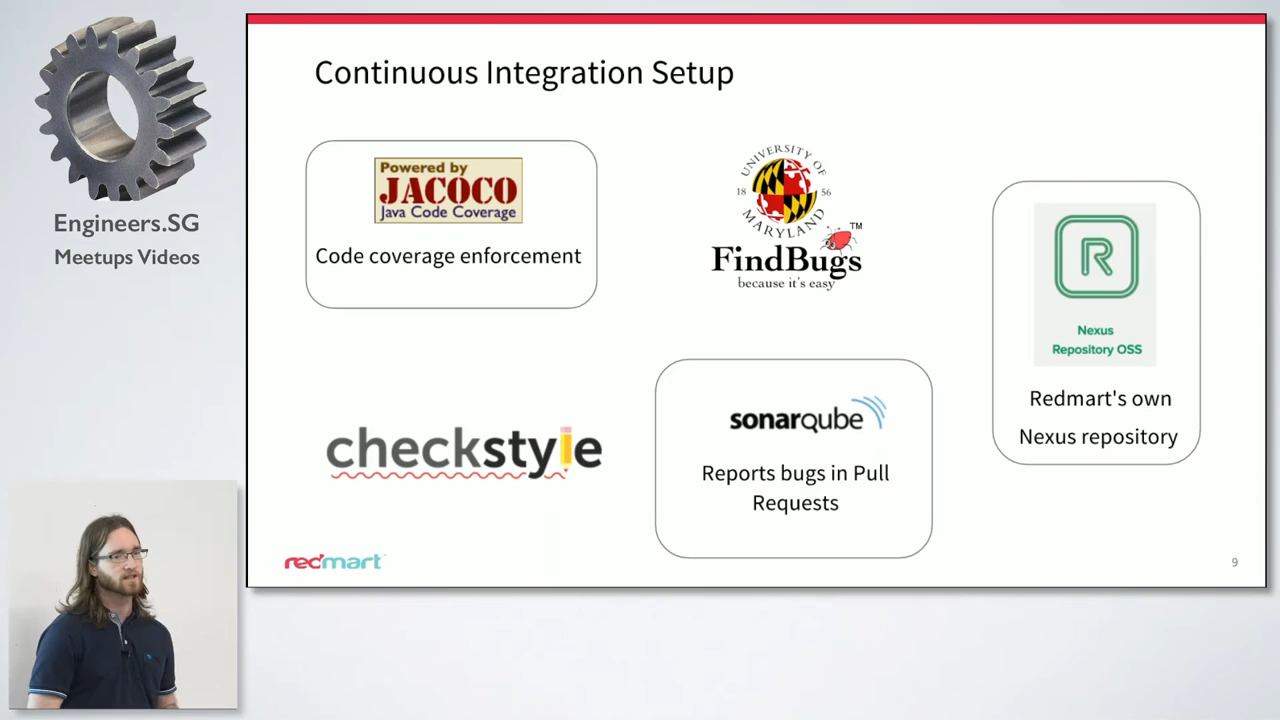 Engineers.SG
Meetups Videos
Continuous Integration Setup
Powered by
JACOCO
Java Code Coverage
Code coverage enforcement
UNIVERSITY OF
18 56
MARYLAND
FindBugs™
because it's easy
R
Nexus
Repository OSS
Redmart's own
Nexus repository
checkstyle
sonarqube
Reports bugs in Pull
Requests
redmart
9